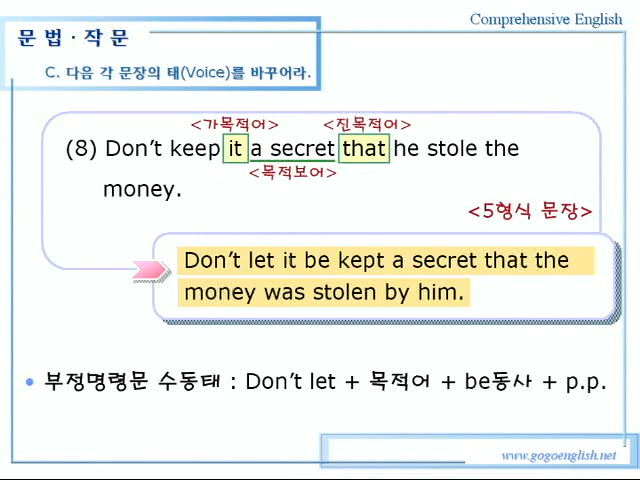 Comprehensive English
문 법 · 작 문
C. 다음 각 문장의 태(Voice)를 바꾸어라.
<가목적어> <진목적어>
(8) Don't keep it a secret that he stole the
<목적보어>
money.
<5형식 문장>
Don't let it be kept a secret that the
money was stolen by him.
• 부정명령문 수동태 : Don't let + 목적어 + be동사 + p.p.
www.gogoenglish.net